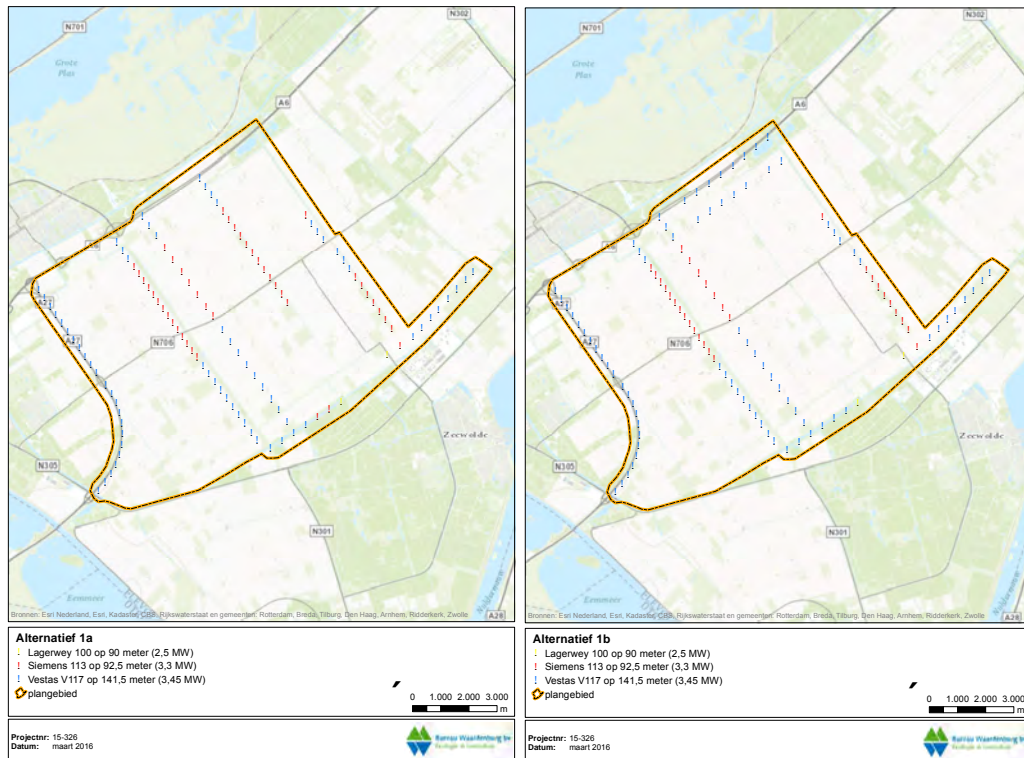 N701
N302
Grote
Plas
A6
A27
A27
N706
Zeewolde
N305
N301
Eemmeer
A28
Bronnen: Esri Nederland, Esri, Kadaster, CBS, Rijkswaterstaat en gemeenten: Rotterdam, Breda, Tilburg, Den Haag, Arnhem, Ridderkerk, Zwolle
Alternatief 1a
Lagerwey 100 op 90 meter (2,5 MW)
Siemens 113 op 92,5 meter (3,3 MW)
Vestas V117 op 141,5 meter (3,45 MW)
plangebied
0 1.000 2.000 3.000
m
Projectnr: 15-326
Datum: maart 2016
Bureau Waardenburg bv
N701
N302
Grote
Plas
A6
A27
A27
N706
Zeewolde
N305
N301
Eemmeer
A28
Bronnen: Esri Nederland, Esri, Kadaster, CBS, Rijkswaterstaat en gemeenten: Rotterdam, Breda, Tilburg, Den Haag, Arnhem, Ridderkerk, Zwolle
Alternatief 1b
Lagerwey 100 op 90 meter (2,5 MW)
Siemens 113 op 92,5 meter (3,3 MW)
Vestas V117 op 141,5 meter (3,45 MW)
plangebied
0 1.000 2.000 3.000
m
Projectnr: 15-326
Datum: maart 2016
Bureau Waardenburg bv